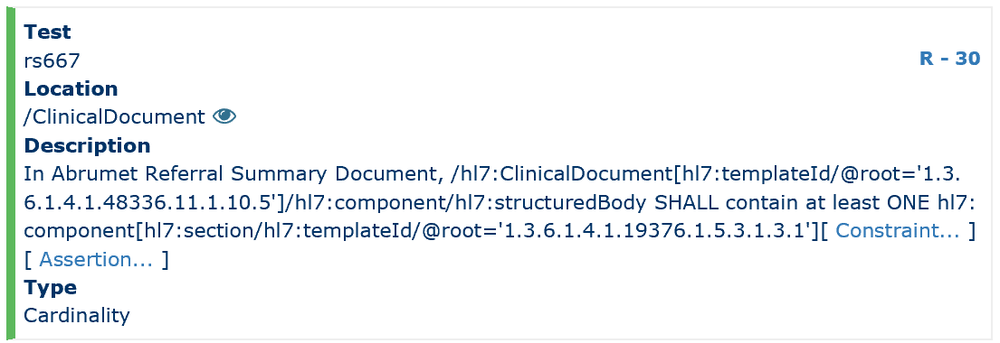 Test
rs667
R - 30
Location
/ClinicalDocument
Description
In Abrumet Referral Summary Document, /hl7:ClinicalDocument[hl7:templateId/@root='1.3.
6.1.4.1.48336.11.1.10.5']/hl7:component/hl7:structuredBody SHALL contain at least ONE hl7:
component[hl7:section/hl7:templateId/@root='1.3.6.1.4.1.19376.1.5.3.1.3.1'][ Constraint... ]
[ Assertion... ]
Type
Cardinality